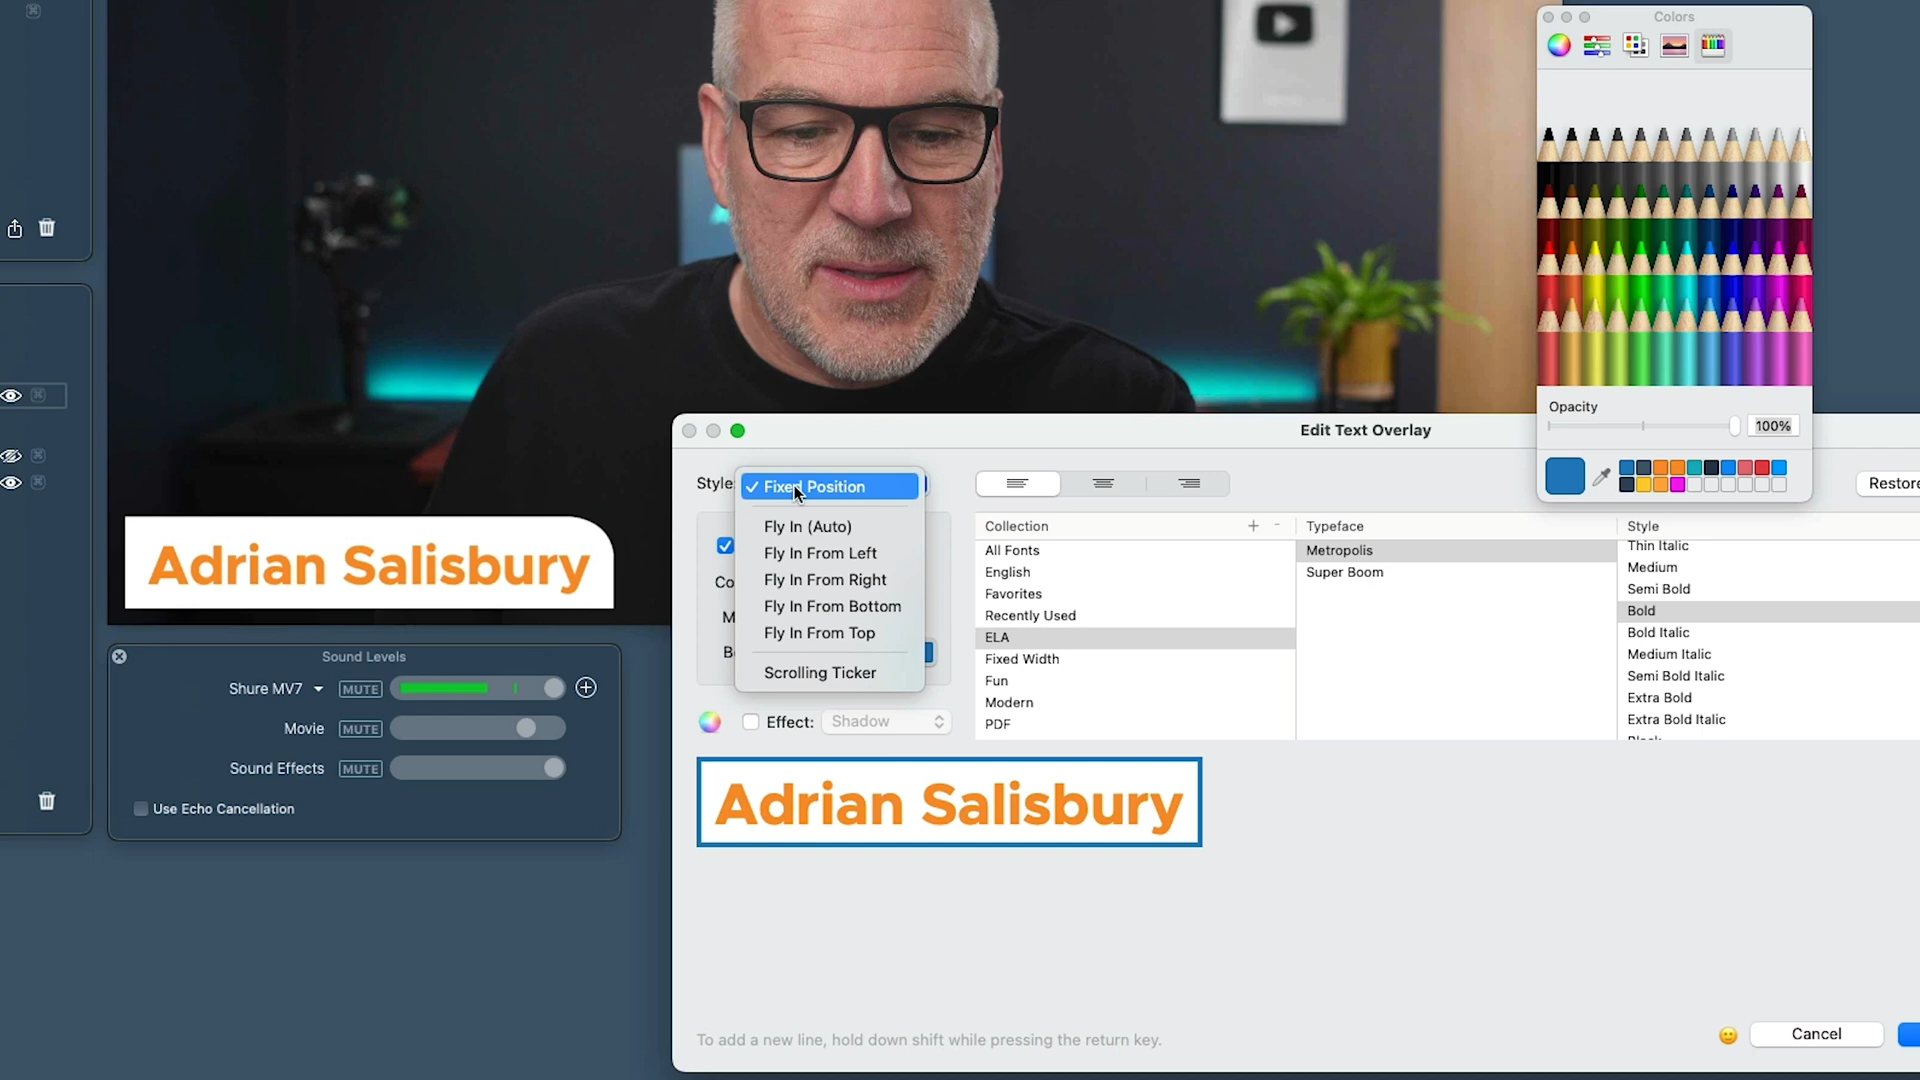 Colors
Opacity
100%
Edit Text Overlay
Style:
✓ Fixed Position
Fly In (Auto)
Fly In From Left
Fly In From Right
Fly In From Bottom
Fly In From Top
Scrolling Ticker
Restore
Co
M
B
Effect:
Shadow
Collection
+
-
All Fonts
English
Favorites
Recently Used
ELA
Fixed Width
Fun
Modern
PDF
Typeface
Metropolis
Super Boom
Style
Thin Italic
Medium
Semi Bold
Bold
Bold Italic
Medium Italic
Semi Bold Italic
Extra Bold
Extra Bold Italic
Adrian Salisbury
Adrian Salisbury
Sound Levels
Shure MV7
MUTE
Movie
MUTE
Sound Effects
MUTE
Use Echo Cancellation
To add a new line, hold down shift while pressing the return key.
Cancel